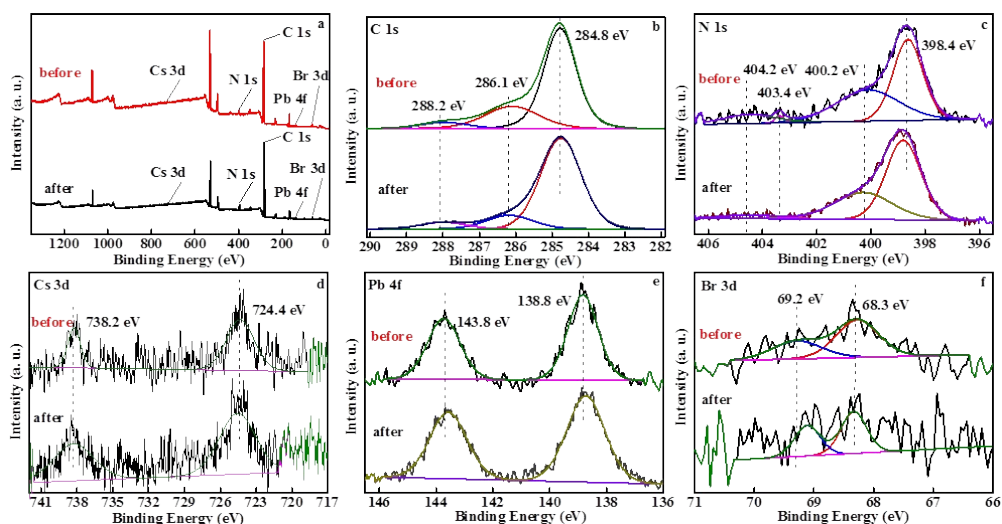 a
C 1s
before
Cs 3d
N 1s
Br 3d
Pb 4f
C 1s
after
Cs 3d
N 1s
Br 3d
Pb 4f
Intensity (a. u.)
1200 1000 800 600 400 200 0
Binding Energy (eV)
C 1s
b
284.8 eV
before
286.1 eV
288.2 eV
after
Intensity (a. u.)
290 289 288 287 286 285 284 283 282
Binding Energy (eV)
N 1s
c
398.4 eV
before
404.2 eV 400.2 eV
403.4 eV
after
Intensity (a. u.)
406 404 402 400 398 396
Binding Energy (eV)
Cs 3d
d
before
738.2 eV
724.4 eV
after
Intensity (a. u.)
741 738 735 732 729 726 723 720 717
Binding Energy (eV)
Pb 4f
e
138.8 eV
before
143.8 eV
after
Intensity (a. u.)
146 144 142 140 138 136
Binding Energy (eV)
Br 3d
f
69.2 eV
68.3 eV
before
after
Intensity (a. u.)
71 70 69 68 67 66
Binding Energy (eV)